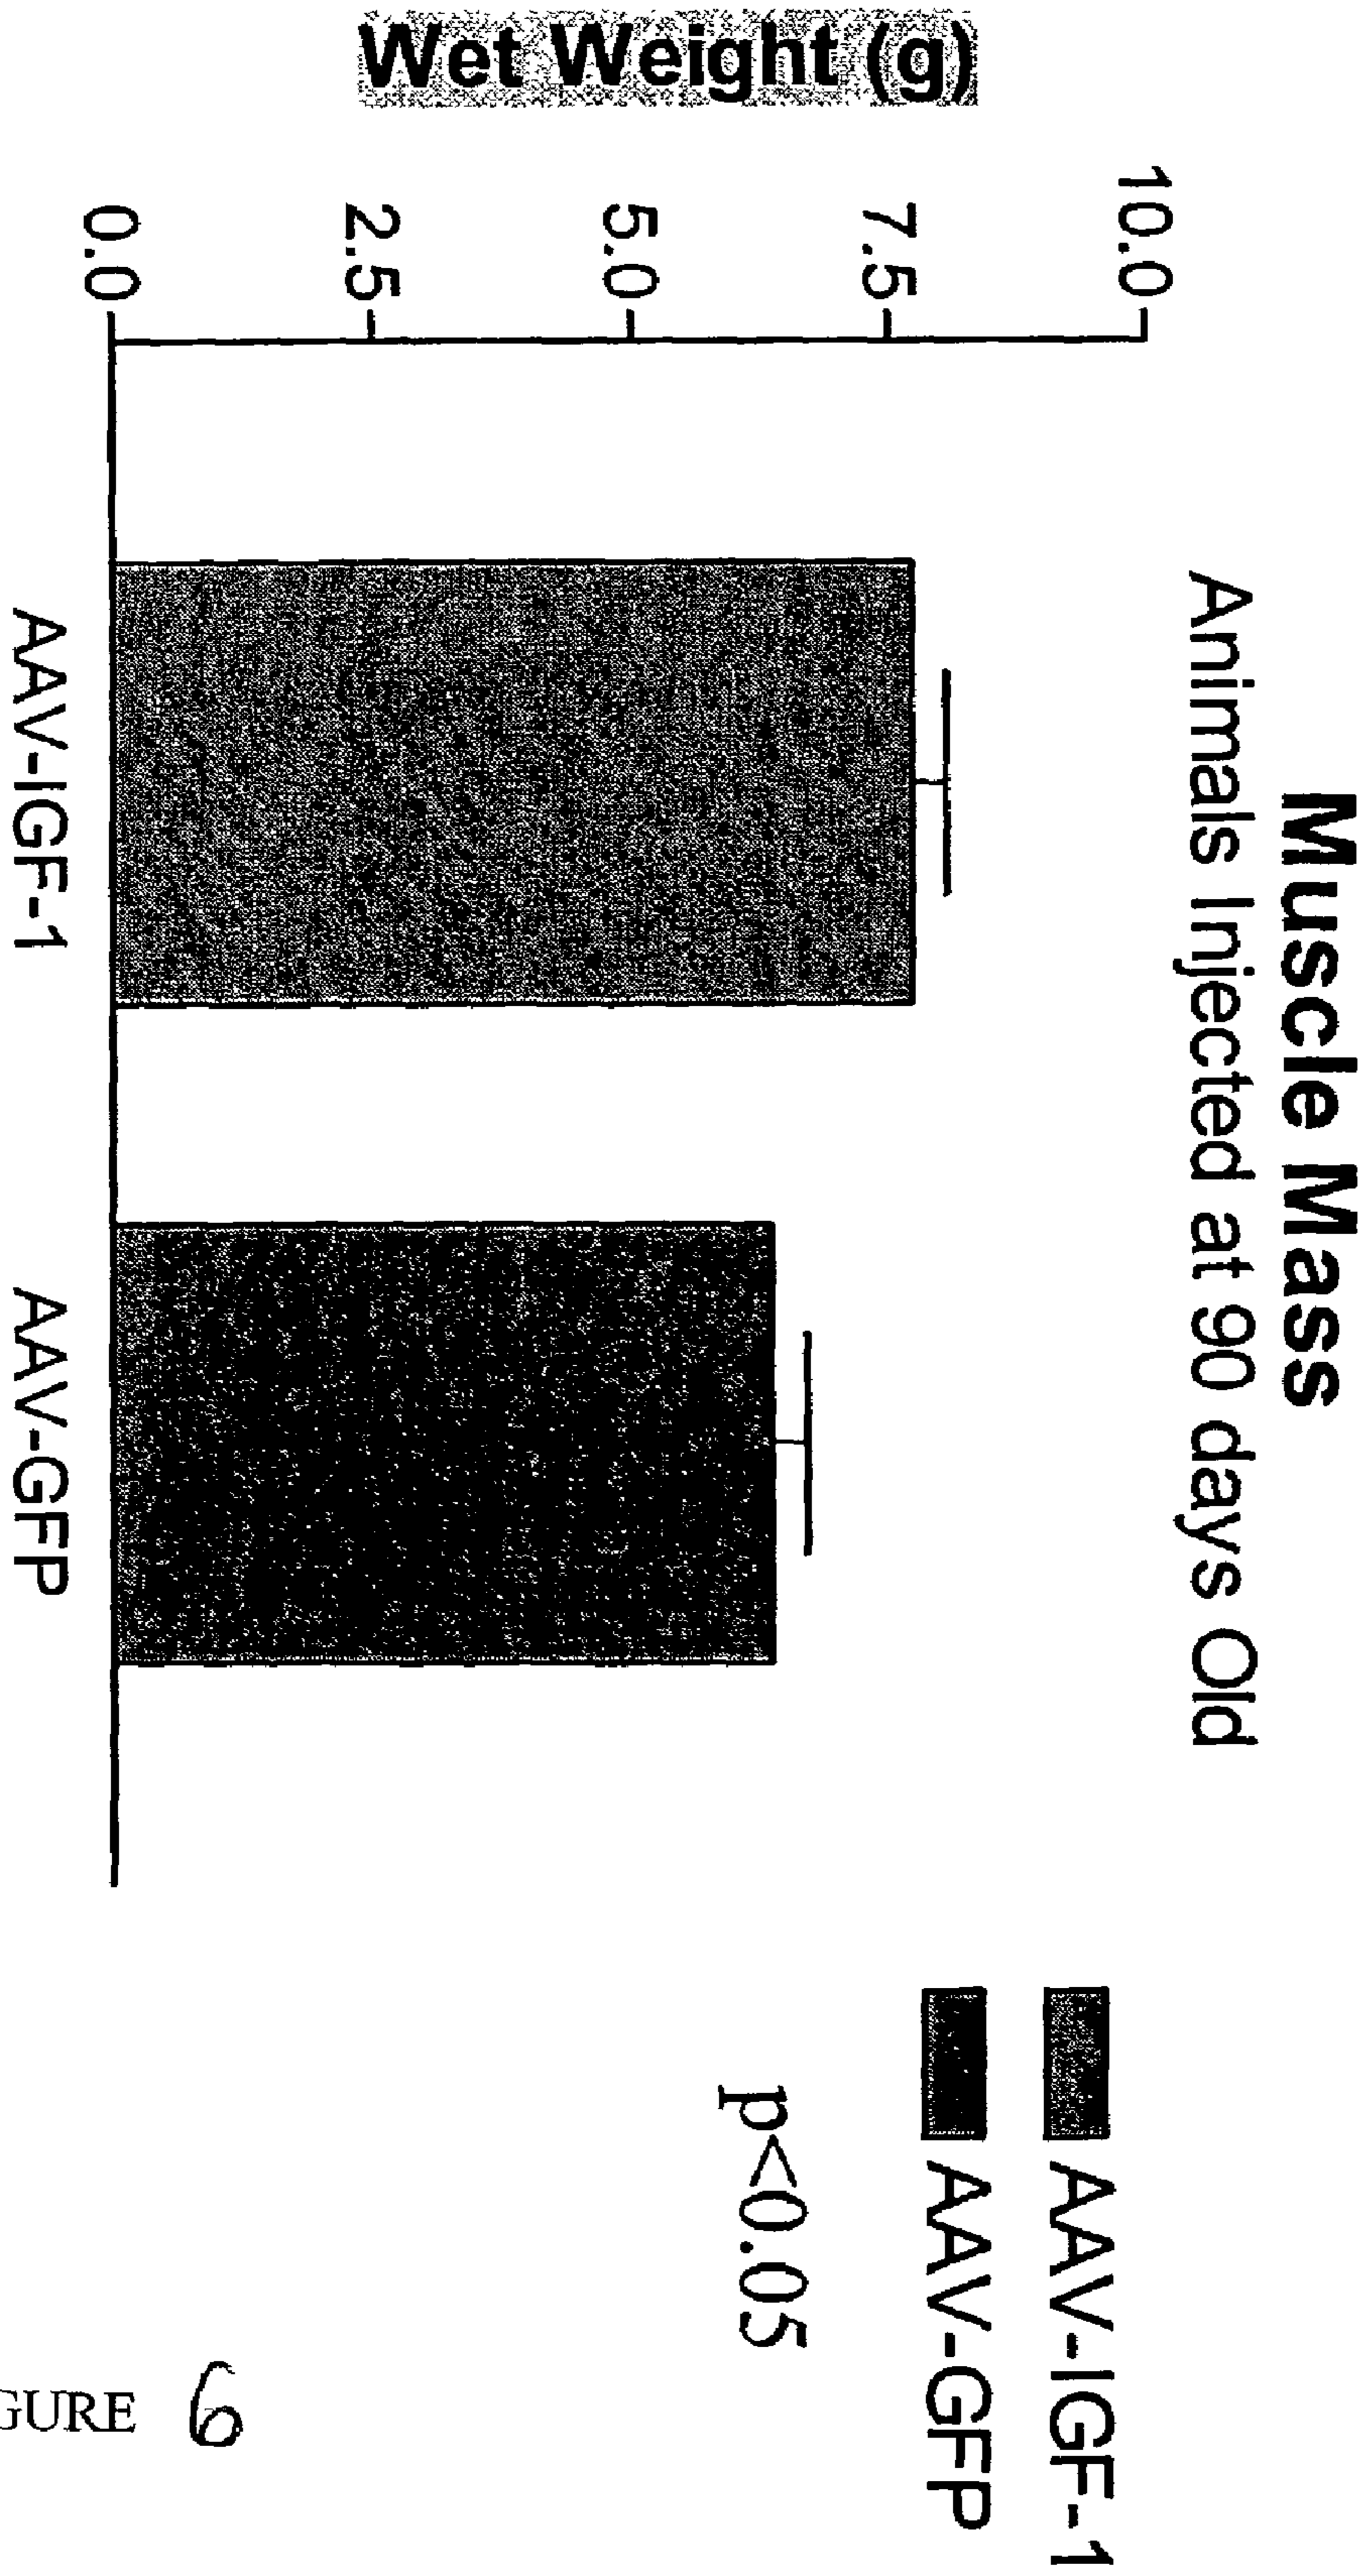 Muscle Mass
Animals Injected at 90 days Old
Wet Weight (g)
10.0
7.5
5.0
2.5
0.0
AAV-IGF-1
AAV-GFP
AAV-IGF-1
AAV-GFP
p<0.05
GURE 6